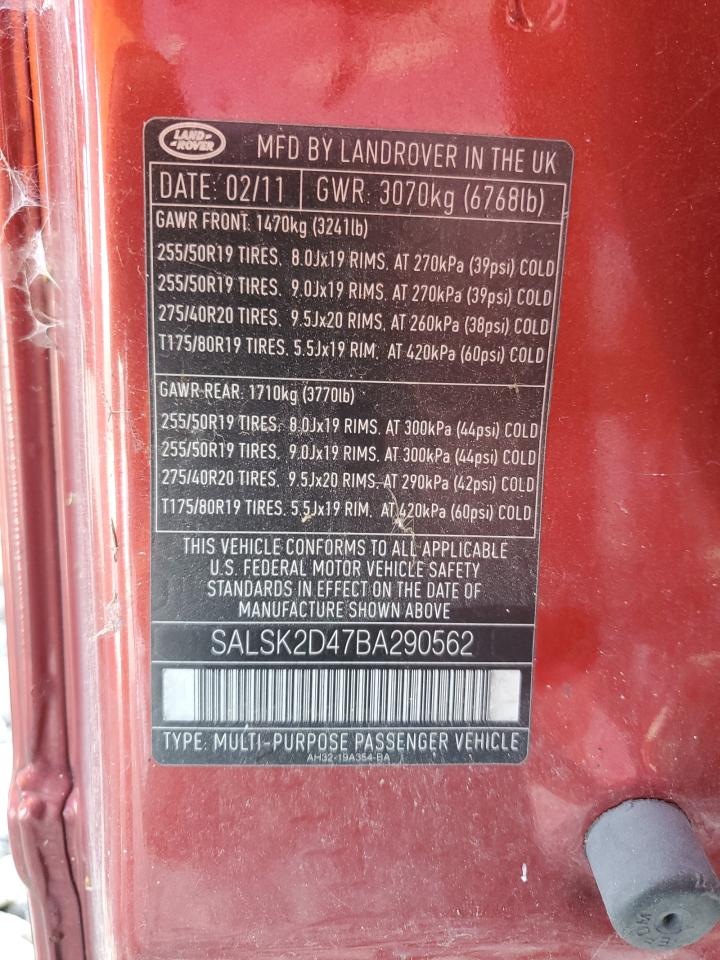 LAND-
-ROVER
MFD BY LANDROVER IN THE UK
DATE: 02/11 GWR: 3070kg (6768lb)
GAWR FRONT: 1470kg (3241lb)
255/50R19 TIRES. 8.0Jx19 RIMS. AT 270kPa (39psi) COLD
255/50R19 TIRES. 9.0Jx19 RIMS. AT 270kPa (39psi) COLD
275/40R20 TIRES. 9.5Jx20 RIMS. AT 260kPa (38psi) COLD
T175/80R19 TIRES. 5.5Jx19 RIM. AT 420kPa (60psi) COLD
GAWR-REAR: 1710kg (3770lb)
255/50R19 TIRES. 8.0Jx19 RIMS. AT 300kPa (44psi) COLD
255/50R19 TIRES. 9.0Jx19 RIMS. AT 300kPa (44psi) COLD
275/40R20 TIRES. 9.5Jx20 RIMS. AT 290kPa (42psi) COLD
T175/80R19 TIRES. 5.5Jx19 RIM. AT 420kPa (60psi) COLD
THIS VEHICLE CONFORMS TO ALL APPLICABLE
U.S. FEDERAL MOTOR VEHICLE SAFETY
STANDARDS IN EFFECT ON THE DATE OF
MANUFACTURE SHOWN ABOVE
SALSK2D47BA290562
TYPE: MULTI-PURPOSE PASSENGER VEHICLE
AH32-19A354-BA